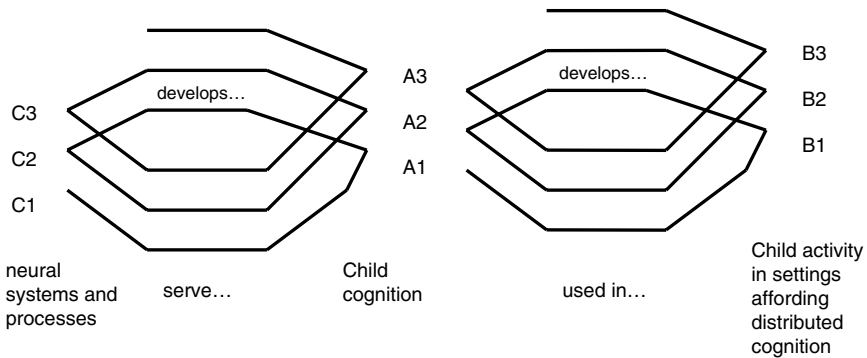 develops…
develops…
C3
A3
B3
C2
A2
B2
C1
A1
B1
neural
systems and
processes
serve…
Child
cognition
used in…
Child activity
in settings
affording
distributed
cognition